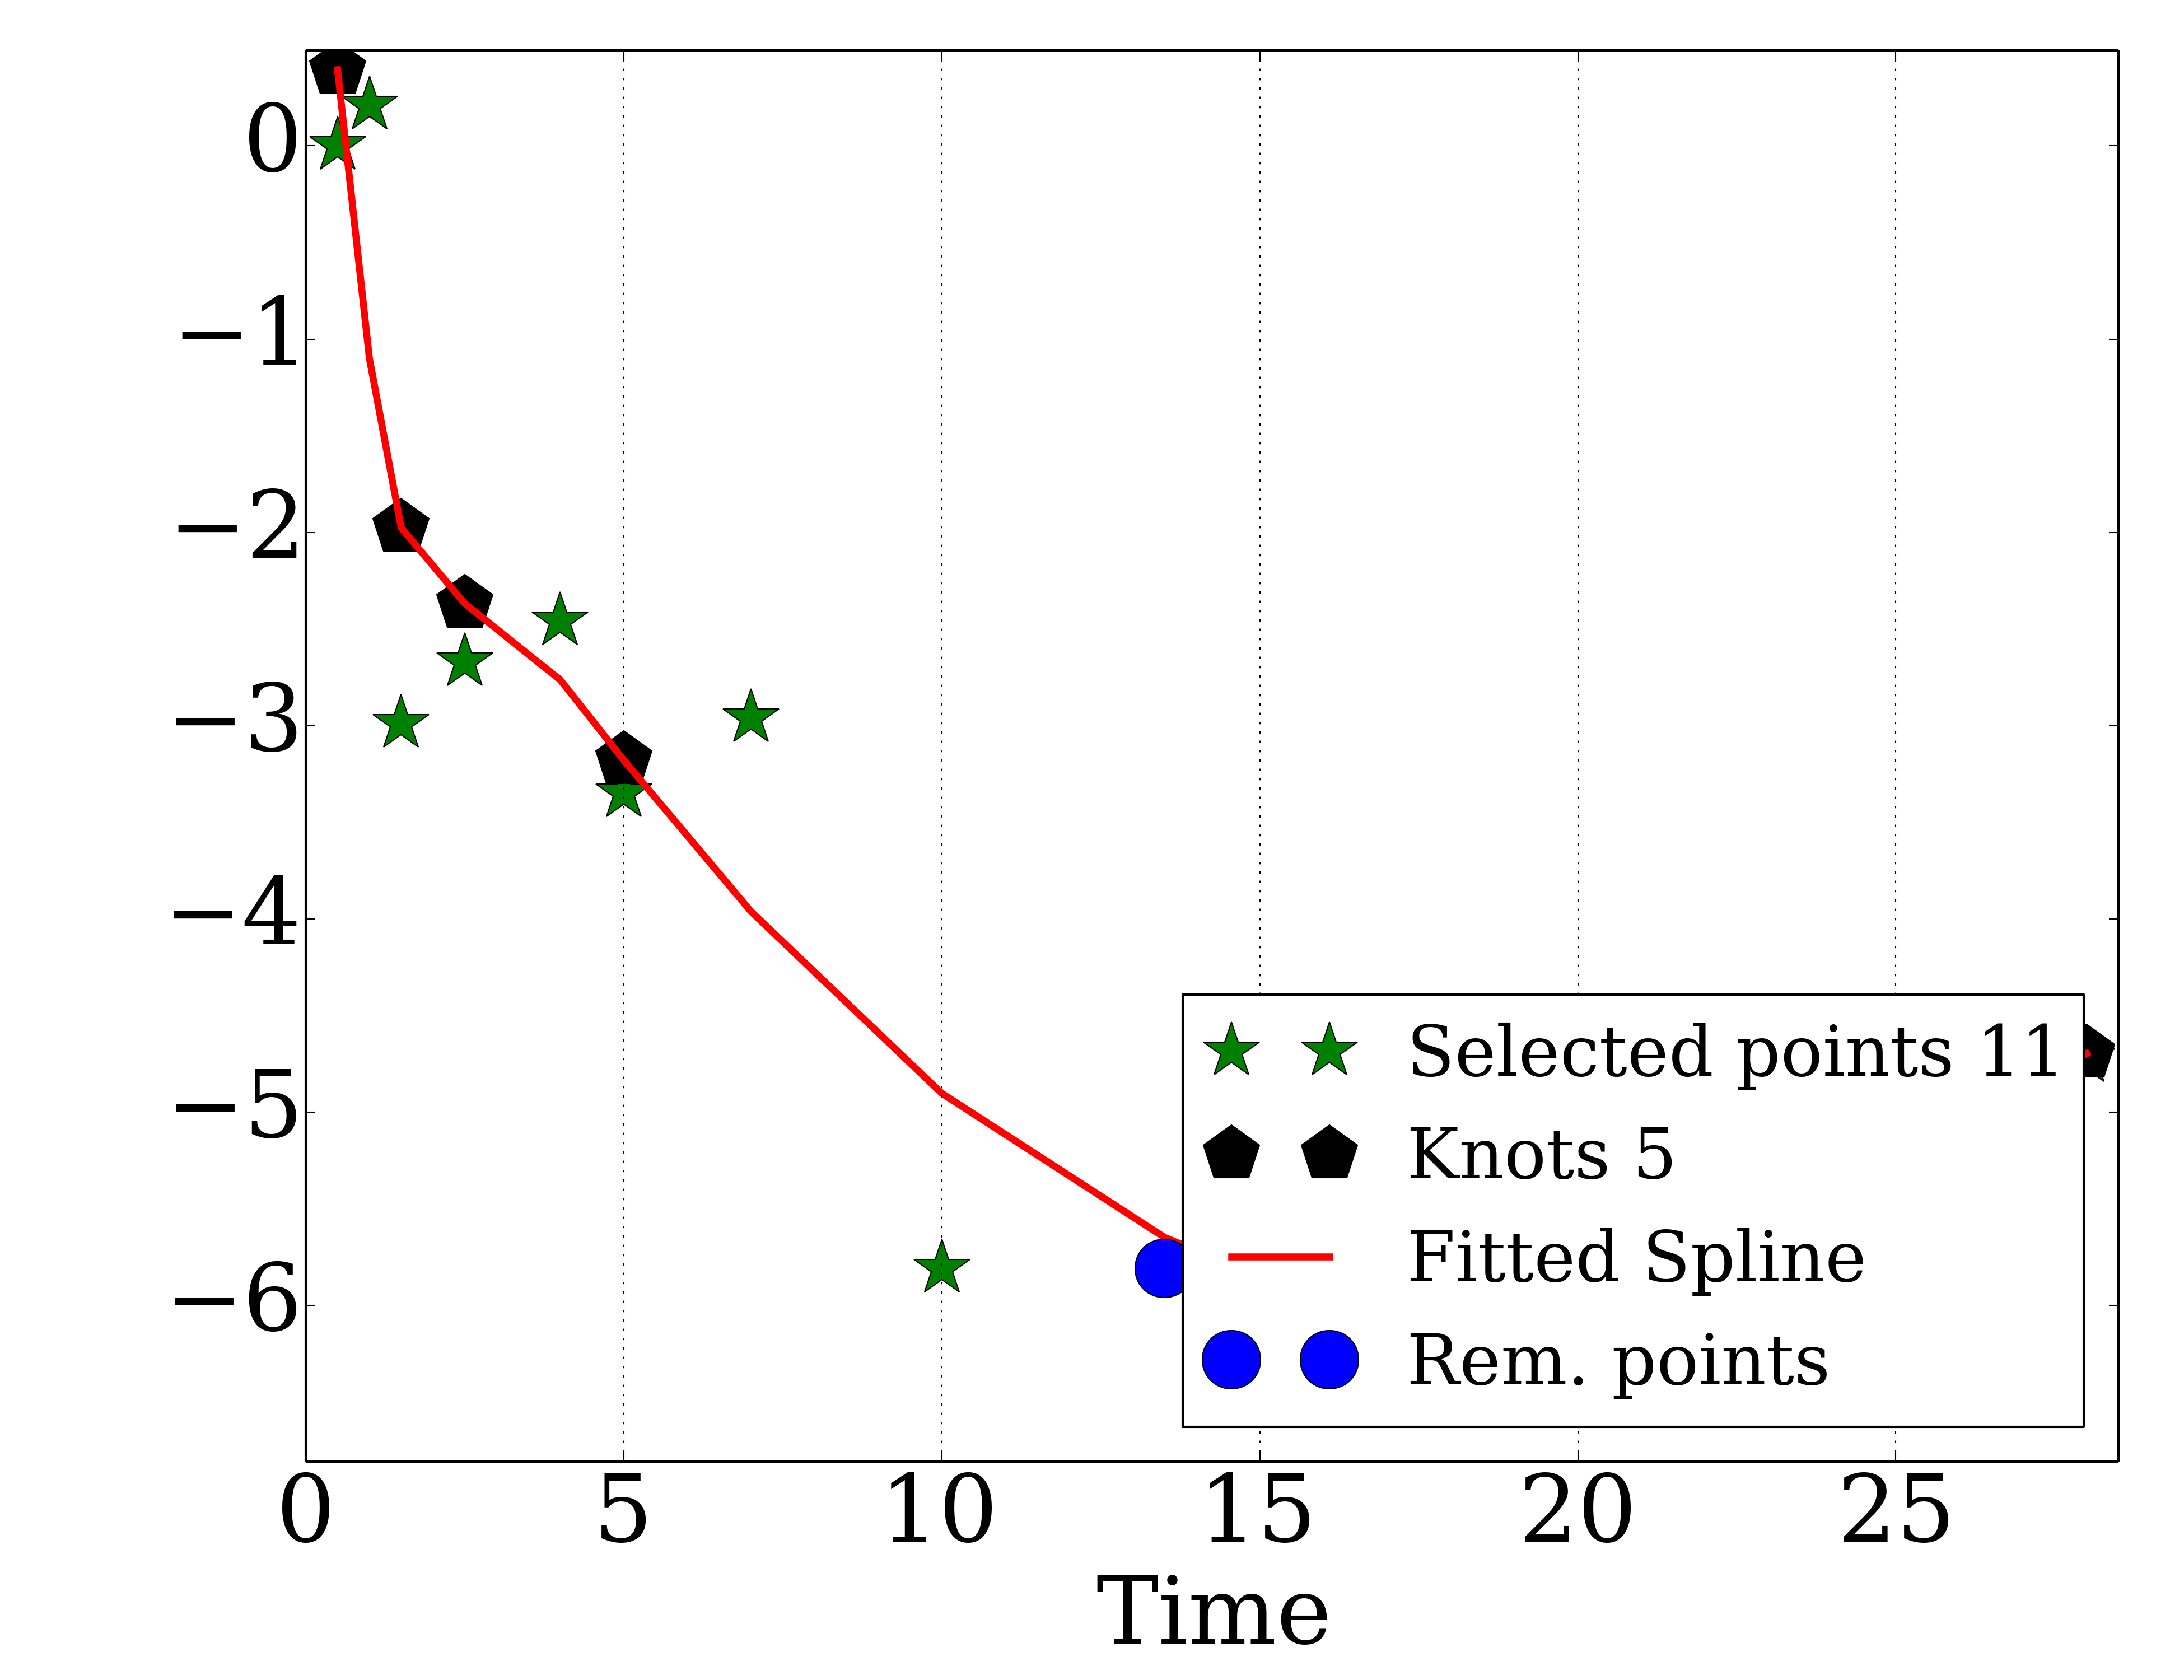 0
−1
−2
−3
−4
−5
−6
Selected points 11
Knots 5
Fitted Spline
Rem. points
0 5 10 15 20 25
Time